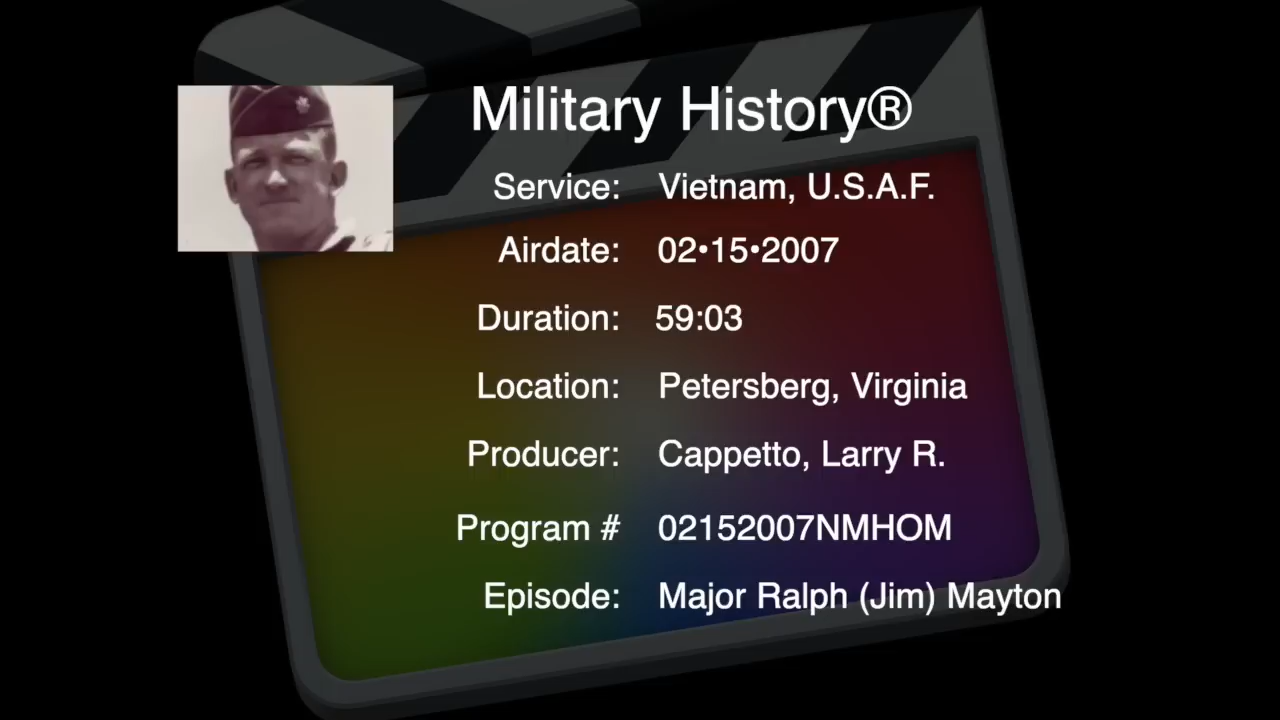 Military History®
Service: Vietnam, U.S.A.F.
Airdate: 02•15•2007
Duration: 59:03
Location: Petersberg, Virginia
Producer: Cappetto, Larry R.
Program # 02152007NMHOM
Episode: Major Ralph (Jim) Mayton